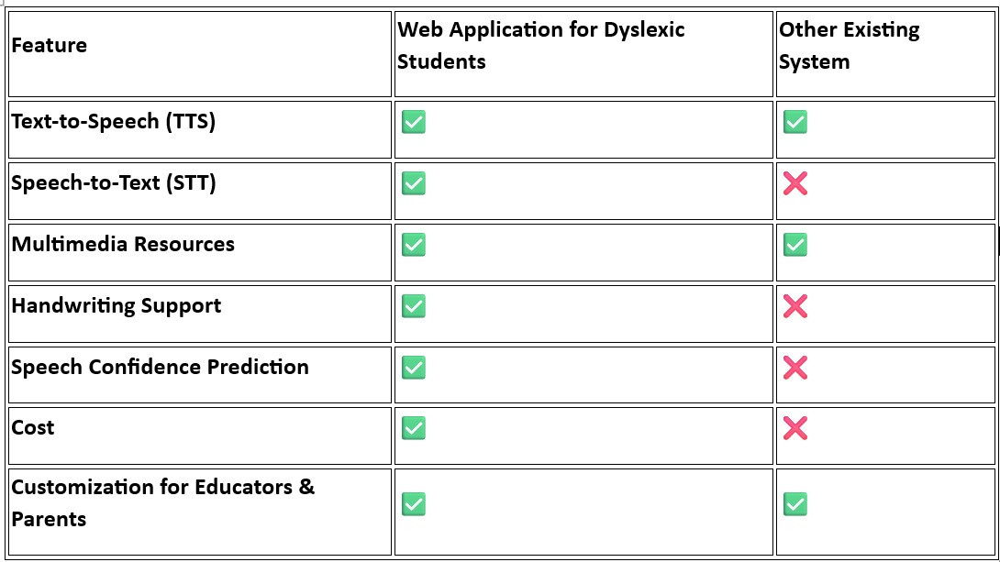 Feature
Web Application for Dyslexic
Students
Other Existing
System
Text-to-Speech (TTS)
Speech-to-Text (STT)
Multimedia Resources
Handwriting Support
Speech Confidence Prediction
Cost
Customization for Educators &
Parents